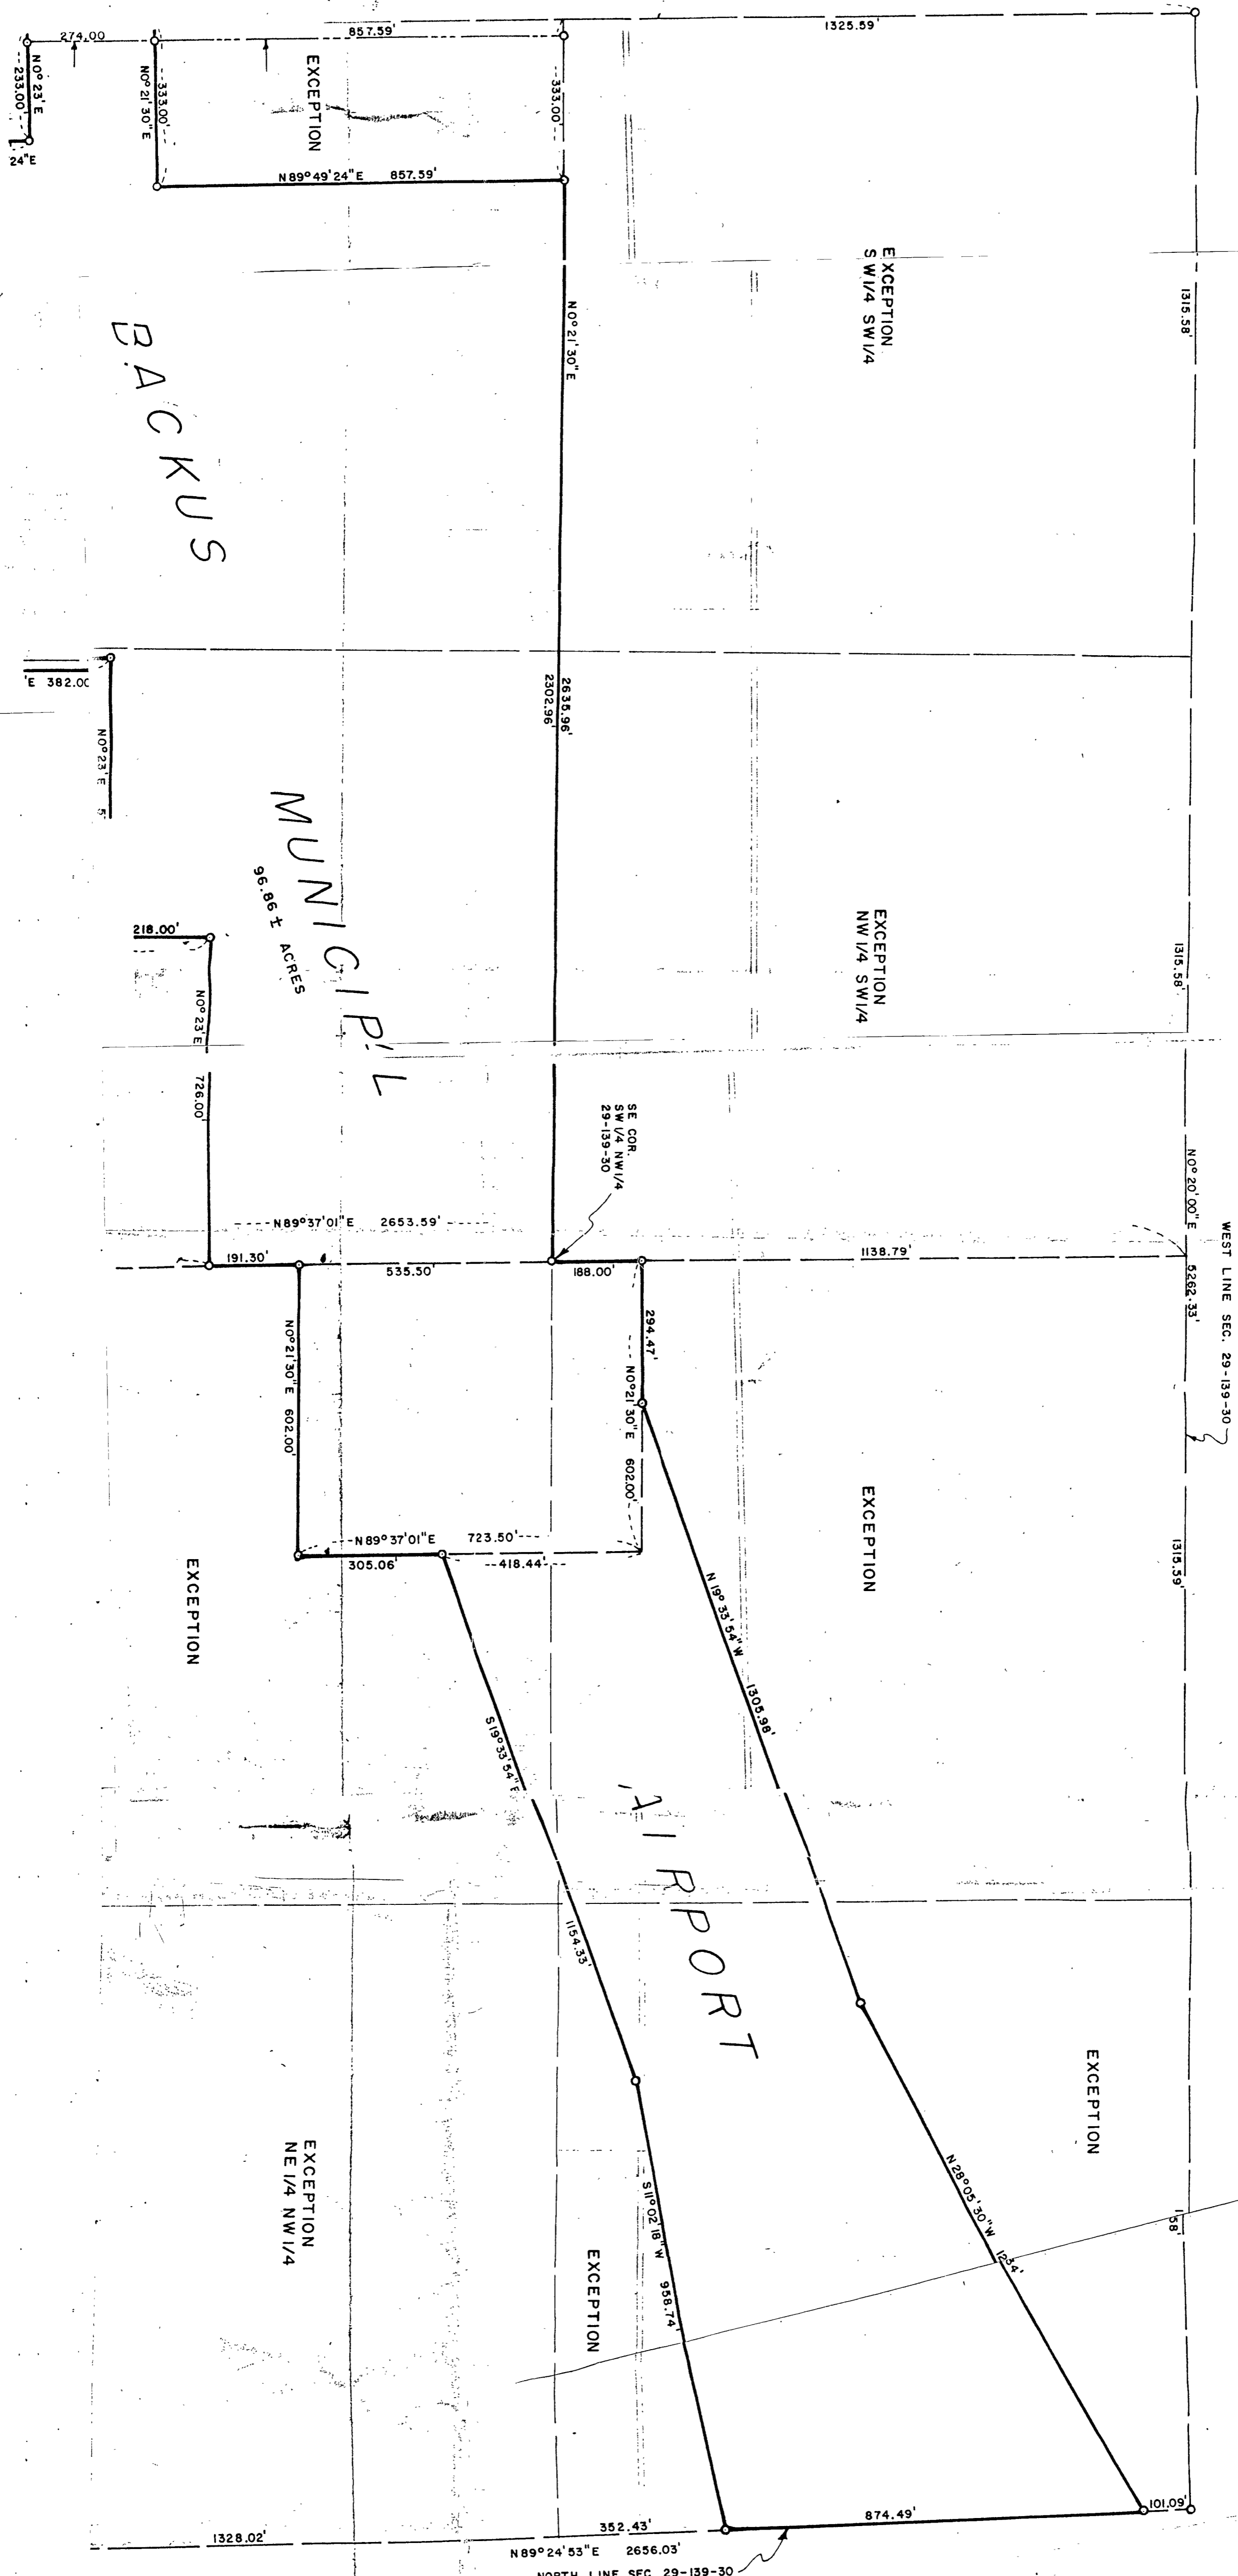 1325.59'
857.59'
274.00
EXCEPTION
333.00'
N0°21'30"E
333.00'
N0°23'E
233.00'
24"E
N89°49'24"E 857.59'
EXCEPTION
SW1/4 SW1/4
1315.58'
N0°21'30"E
BACKUS
2635.96'
2302.96'
'E 382.00
N0°23'E 5
MUNICIP L
96.86 ± ACRES
218.00'
N0°23'E
726.00'
EXCEPTION
NW1/4 SW1/4
1315.58'
SE COR.
SW1/4 NW1/4
29-139-30
N0°20'00"E 5262.33'
WEST LINE SEC. 29-139-30
N89°37'01"E 2653.59'
191.30'
535.50'
188.00'
1138.79'
294.47'
N0°21'30"E 602.00'
N0°21'30"E 602.00'
N89°37'01"E 723.50'
305.06'
418.44'
EXCEPTION
EXCEPTION
1315.59'
N19°33'54"W 1305.98'
S19°33'54"E 1154.33'
AIRPORT
EXCEPTION
N28°05'30"W
58'
S11°02'18"W 958.74'
EXCEPTION
NE1/4 NW1/4
EXCEPTION
101.09'
874.49'
352.43'
1328.02'
N89°24'53"E 2656.03'
NORTH LINE SEC. 29-139-30